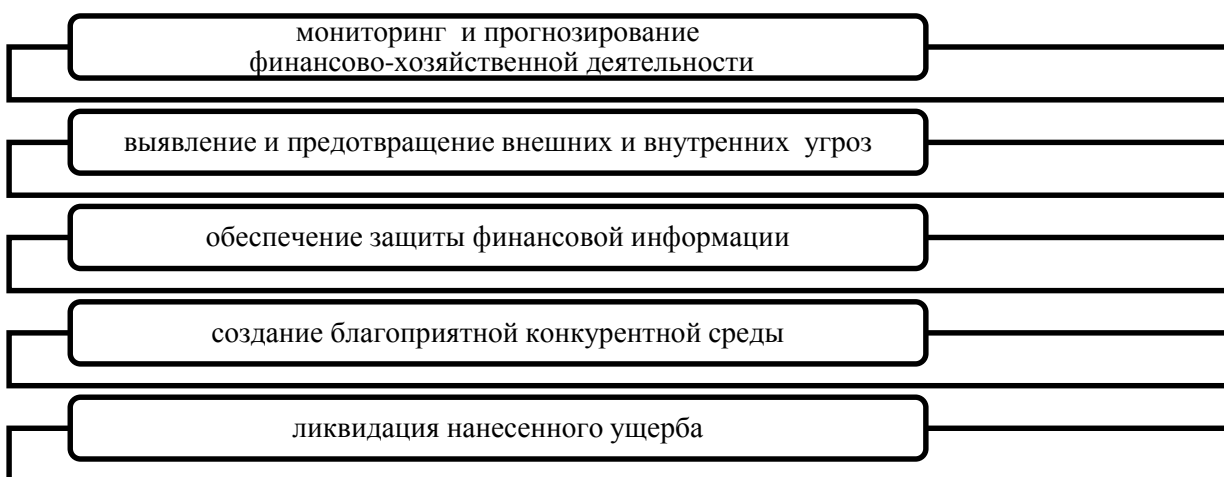 мониторинг и прогнозирование
финансово-хозяйственной деятельности
выявление и предотвращение внешних и внутренних угроз
обеспечение защиты финансовой информации
создание благоприятной конкурентной среды
ликвидация нанесенного ущерба